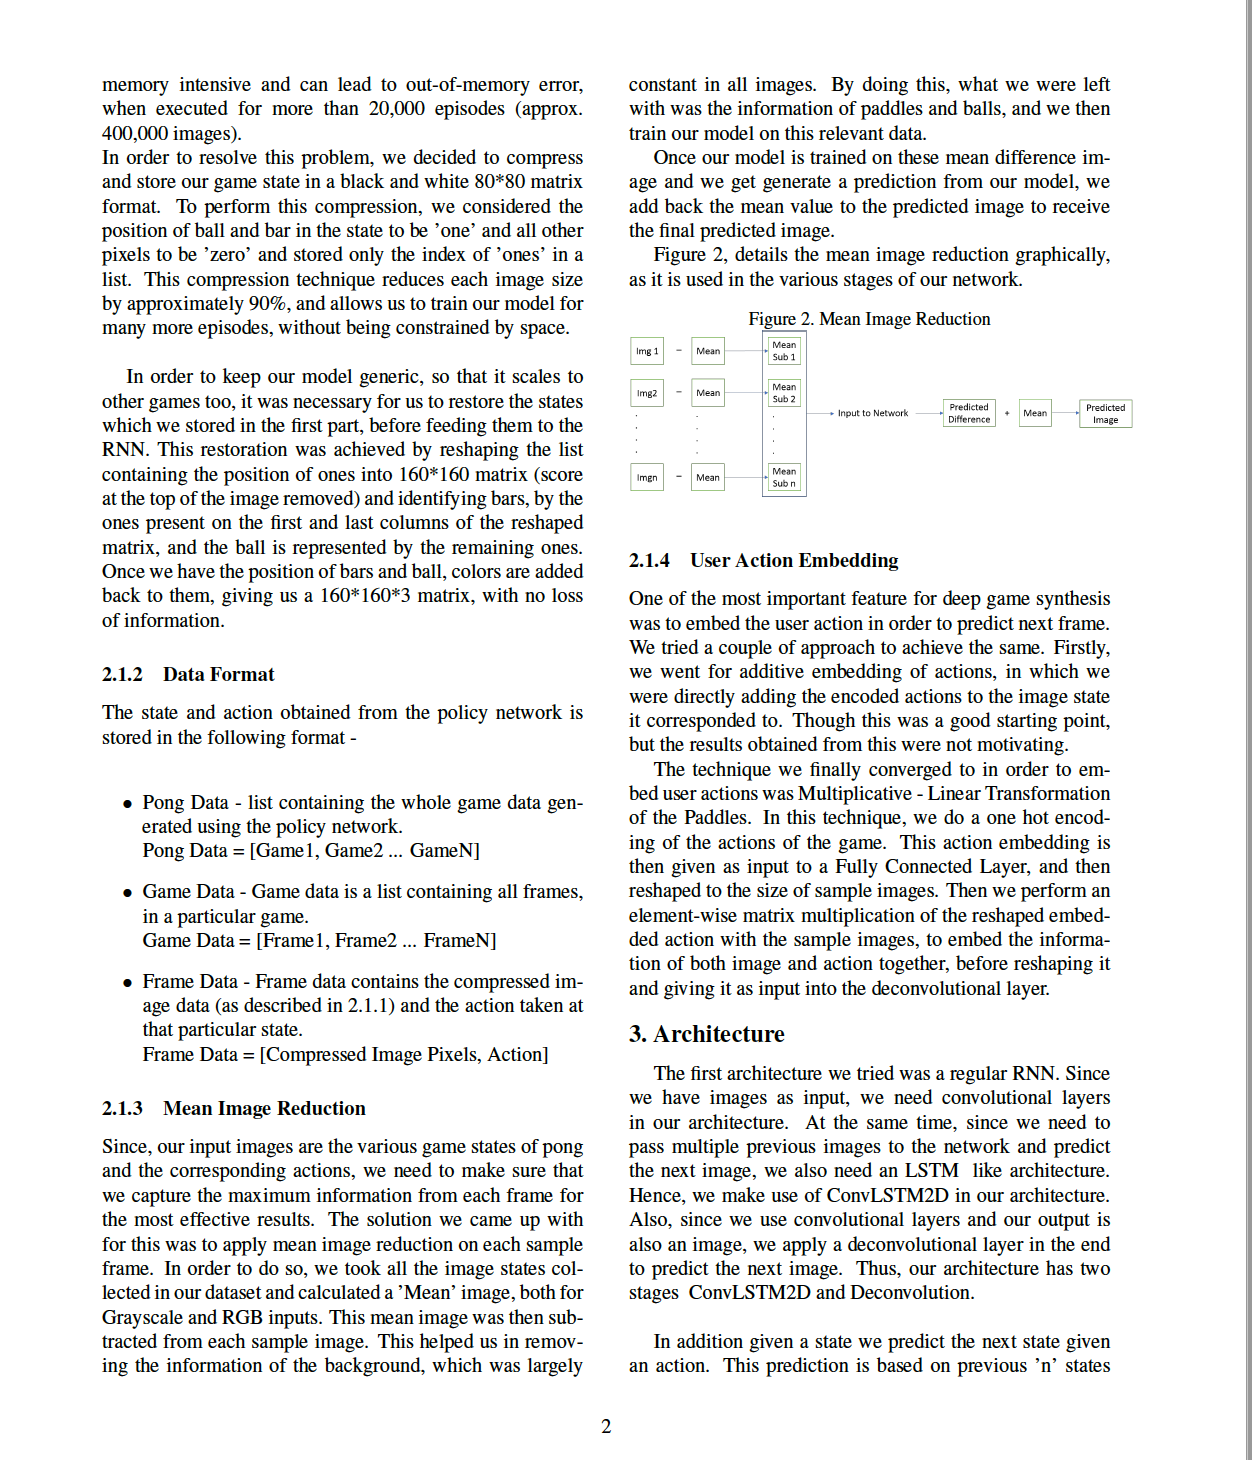 memory intensive and can lead to out-of-memory error,
when executed for more than 20,000 episodes (approx.
400,000 images).
In order to resolve this problem, we decided to compress
and store our game state in a black and white 80*80 matrix
format. To perform this compression, we considered the
position of ball and bar in the state to be ’one’ and all other
pixels to be ’zero’ and stored only the index of ’ones’ in a
list. This compression technique reduces each image size
by approximately 90%, and allows us to train our model for
many more episodes, without being constrained by space.
In order to keep our model generic, so that it scales to
other games too, it was necessary for us to restore the states
which we stored in the first part, before feeding them to the
RNN. This restoration was achieved by reshaping the list
containing the position of ones into 160*160 matrix (score
at the top of the image removed) and identifying bars, by the
ones present on the first and last columns of the reshaped
matrix, and the ball is represented by the remaining ones.
Once we have the position of bars and ball, colors are added
back to them, giving us a 160*160*3 matrix, with no loss
of information.
2.1.2 Data Format
The state and action obtained from the policy network is
stored in the following format -
• Pong Data - list containing the whole game data gen-
erated using the policy network.
Pong Data = [Game1, Game2 ... GameN]
• Game Data - Game data is a list containing all frames,
in a particular game.
Game Data = [Frame1, Frame2 ... FrameN]
• Frame Data - Frame data contains the compressed im-
age data (as described in 2.1.1) and the action taken at
that particular state.
Frame Data = [Compressed Image Pixels, Action]
2.1.3 Mean Image Reduction
Since, our input images are the various game states of pong
and the corresponding actions, we need to make sure that
we capture the maximum information from each frame for
the most effective results. The solution we came up with
for this was to apply mean image reduction on each sample
frame. In order to do so, we took all the image states col-
lected in our dataset and calculated a ’Mean’ image, both for
Grayscale and RGB inputs. This mean image was then sub-
tracted from each sample image. This helped us in remov-
ing the information of the background, which was largely
constant in all images. By doing this, what we were left
with was the information of paddles and balls, and we then
train our model on this relevant data.
Once our model is trained on these mean difference im-
age and we get generate a prediction from our model, we
add back the mean value to the predicted image to receive
the final predicted image.
Figure 2, details the mean image reduction graphically,
as it is used in the various stages of our network.
Figure 2. Mean Image Reduction
Img 1 - Mean Mean
Sub 1
Img2 - Mean Mean
Sub 2
Input to Network Predicted
Difference + Mean Predicted
Image
Imgn - Mean Mean
Sub n
2.1.4 User Action Embedding
One of the most important feature for deep game synthesis
was to embed the user action in order to predict next frame.
We tried a couple of approach to achieve the same. Firstly,
we went for additive embedding of actions, in which we
were directly adding the encoded actions to the image state
it corresponded to. Though this was a good starting point,
but the results obtained from this were not motivating.
The technique we finally converged to in order to em-
bed user actions was Multiplicative - Linear Transformation
of the Paddles. In this technique, we do a one hot encod-
ing of the actions of the game. This action embedding is
then given as input to a Fully Connected Layer, and then
reshaped to the size of sample images. Then we perform an
element-wise matrix multiplication of the reshaped embed-
ded action with the sample images, to embed the informa-
tion of both image and action together, before reshaping it
and giving it as input into the deconvolutional layer.
3. Architecture
The first architecture we tried was a regular RNN. Since
we have images as input, we need convolutional layers
in our architecture. At the same time, since we need to
pass multiple previous images to the network and predict
the next image, we also need an LSTM like architecture.
Hence, we make use of ConvLSTM2D in our architecture.
Also, since we use convolutional layers and our output is
also an image, we apply a deconvolutional layer in the end
to predict the next image. Thus, our architecture has two
stages ConvLSTM2D and Deconvolution.
In addition given a state we predict the next state given
an action. This prediction is based on previous ’n’ states
2